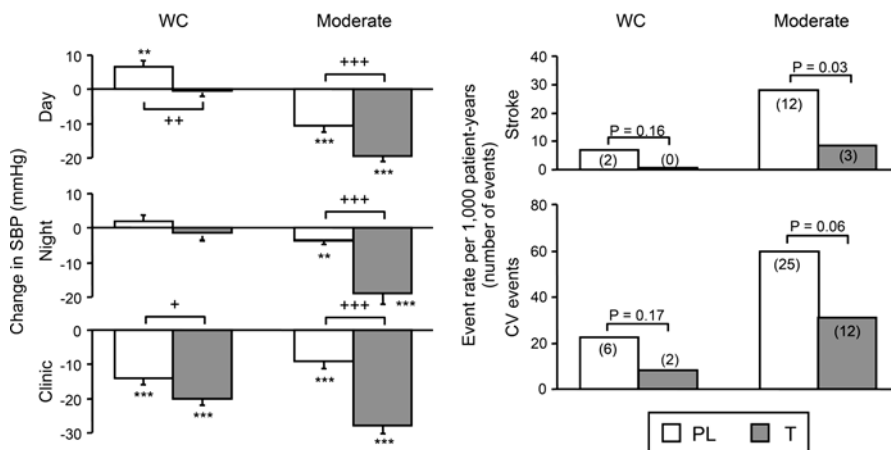 WC Moderate
Change in SBP (mmHg)
Day
10
0
-10
-20
**
++
+++
***
***
Night
10
0
-10
-20
+++
**
***
Clinic
0
-10
-20
-30
+
***
***
+++
***
***
WC Moderate
Event rate per 1,000 patient-years
(number of events)
Stroke
40
30
20
10
0
P = 0.16
(2) (0)
P = 0.03
(12)
(3)
CV events
80
60
40
20
0
P = 0.17
(6)
(2)
P = 0.06
(25)
(12)
PL T